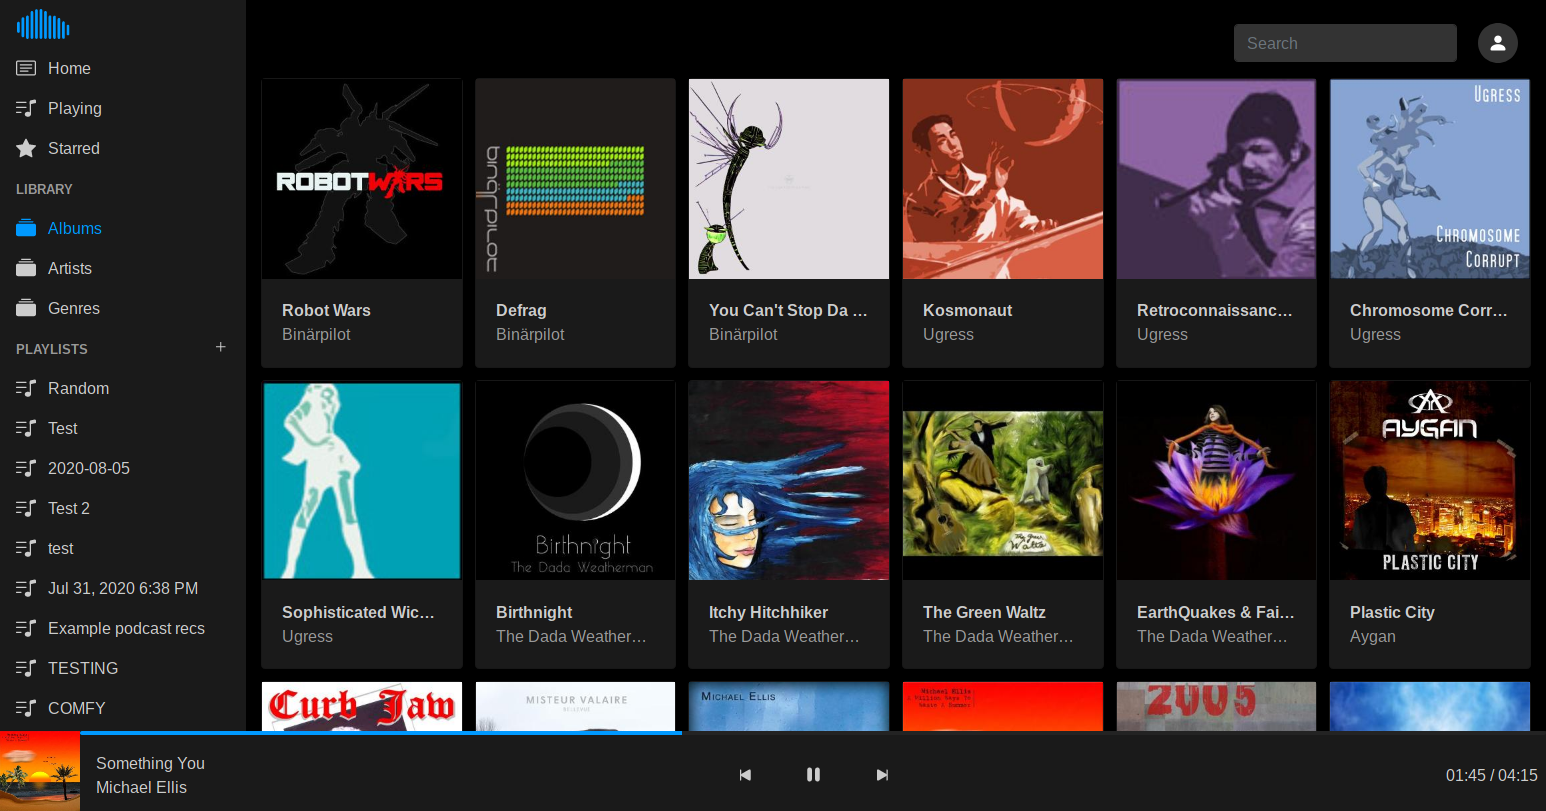 Search
Home
Playing
Starred
LIBRARY
Albums
Artists
Genres
PLAYLISTS
Random
Test
2020-08-05
Test 2
test
Jul 31, 2020 6:38 PM
Example podcast recs
TESTING
COMFY
ROBOTWARS
Robot Wars
Binärpilot
binärpilot
Defrag
Binärpilot
You Can't Stop Da …
Binärpilot
Kosmonaut
Ugress
Retroconnaissanc…
Ugress
UGRESS
CHROMOSOME
CORRUPT
Chromosome Corr…
Ugress
Sophisticated Wic…
Ugress
Birthnight
The Dada Weatherman
Birthnight
The Dada Weather…
Itchy Hitchhiker
The Dada Weather…
The Green Waltz
The Green Waltz
The Dada Weather…
EarthQuakes & Fai…
The Dada Weather…
AYGAN
PLASTIC CITY
Plastic City
Aygan
Curb Jaw
MISTEUR VALAIRE
BELLEVUE
MICHAEL ELLIS
Michael Ellis
2005
Something You
Michael Ellis
01:45 / 04:15